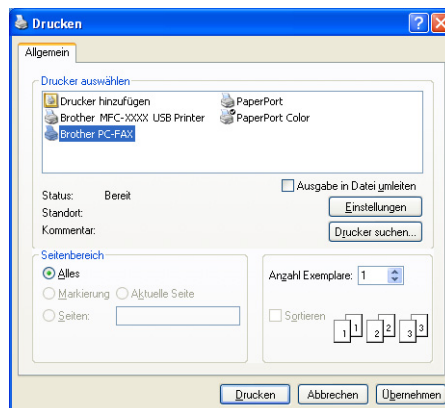 Drucken
Allgemein
Drucker auswählen
Drucker hinzufügen
PaperPort
Brother MFC-XXXX USB Printer
PaperPort Color
Brother PC-FAX
Status: Bereit
Ausgabe in Datei umleiten
Standort:
Einstellungen
Kommentar:
Drucker suchen...
Seitenbereich
Alles
Anzahl Exemplare: 1
Markierung Aktuelle Seite
Seiten:
Sortieren
1 1 2 2 3 3
Drucken Abbrechen Übernehmen